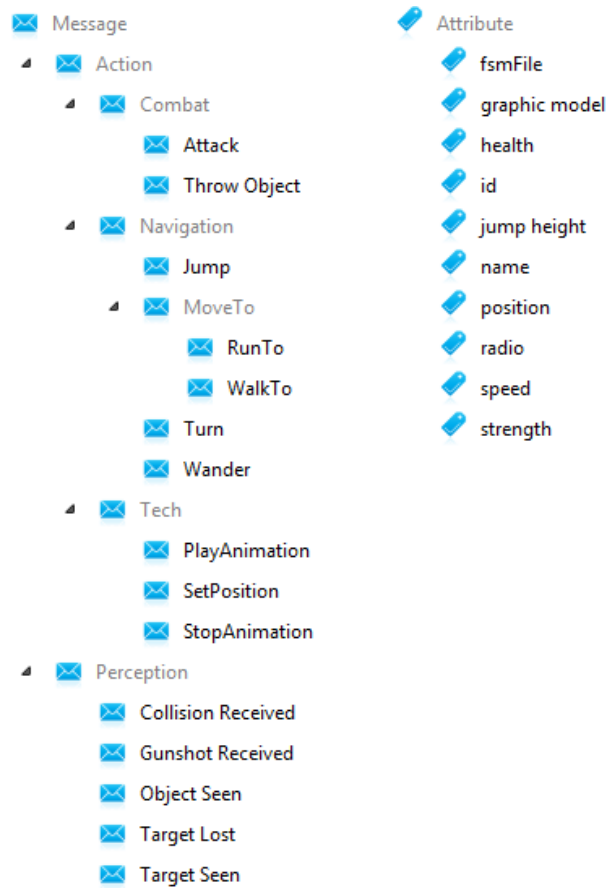 Message
Action
Combat
Attack
Throw Object
Navigation
Jump
MoveTo
RunTo
WalkTo
Turn
Wander
Tech
PlayAnimation
SetPosition
StopAnimation
Perception
Collision Received
Gunshot Received
Object Seen
Target Lost
Target Seen
Attribute
fsmFile
graphic model
health
id
jump height
name
position
radio
speed
strength